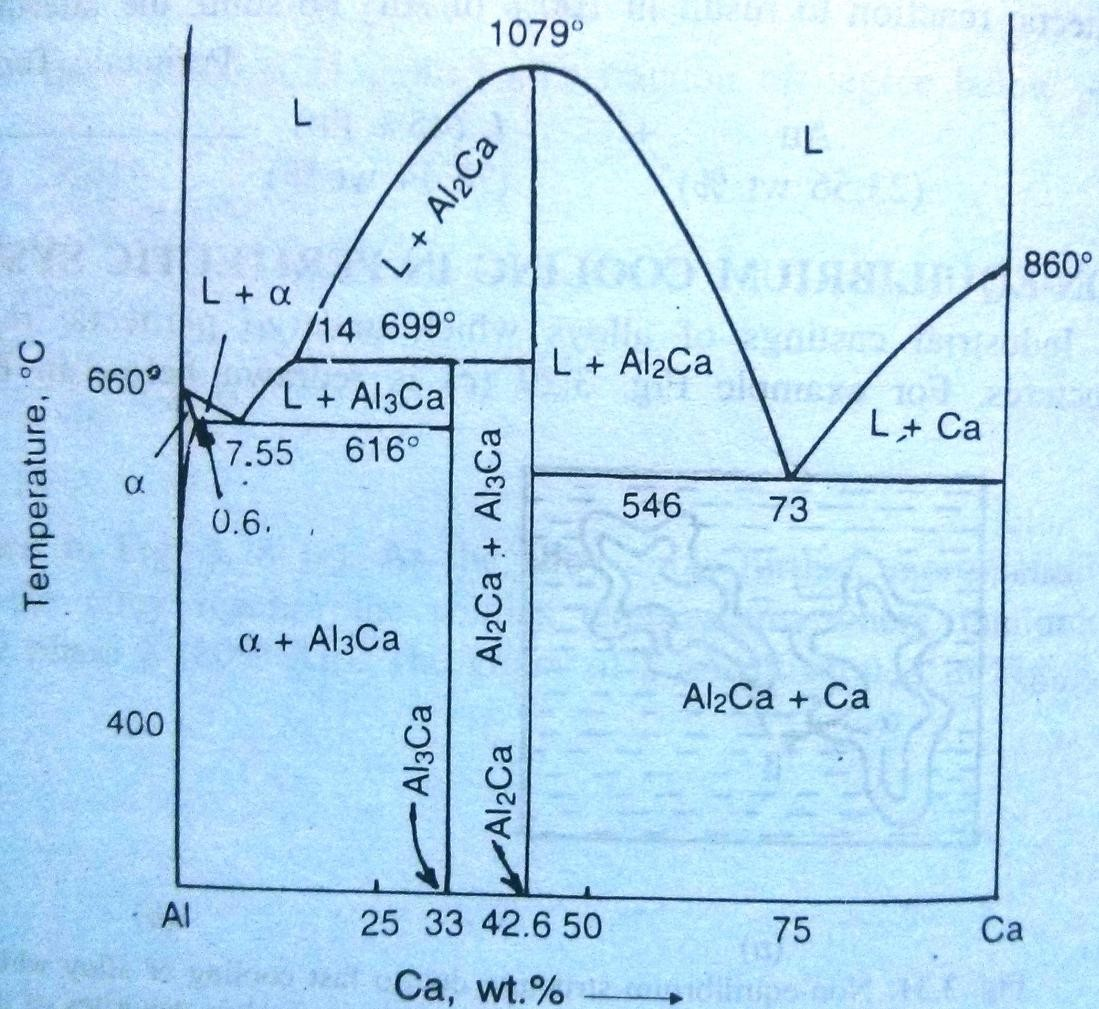 1079°
L
L
L + Al₂Ca
860°
L + α
14 699°
660°
L + Al₂Ca
L + Al₃Ca
L + Ca
7.55 616°
α
0.6.
546 73
Temperature, °C
Al₂Ca + Al₃Ca
α + Al₃Ca
Al₂Ca + Ca
400
Al₃Ca
Al₂Ca
Al 25 33 42.6 50 75 Ca
Ca, wt.%